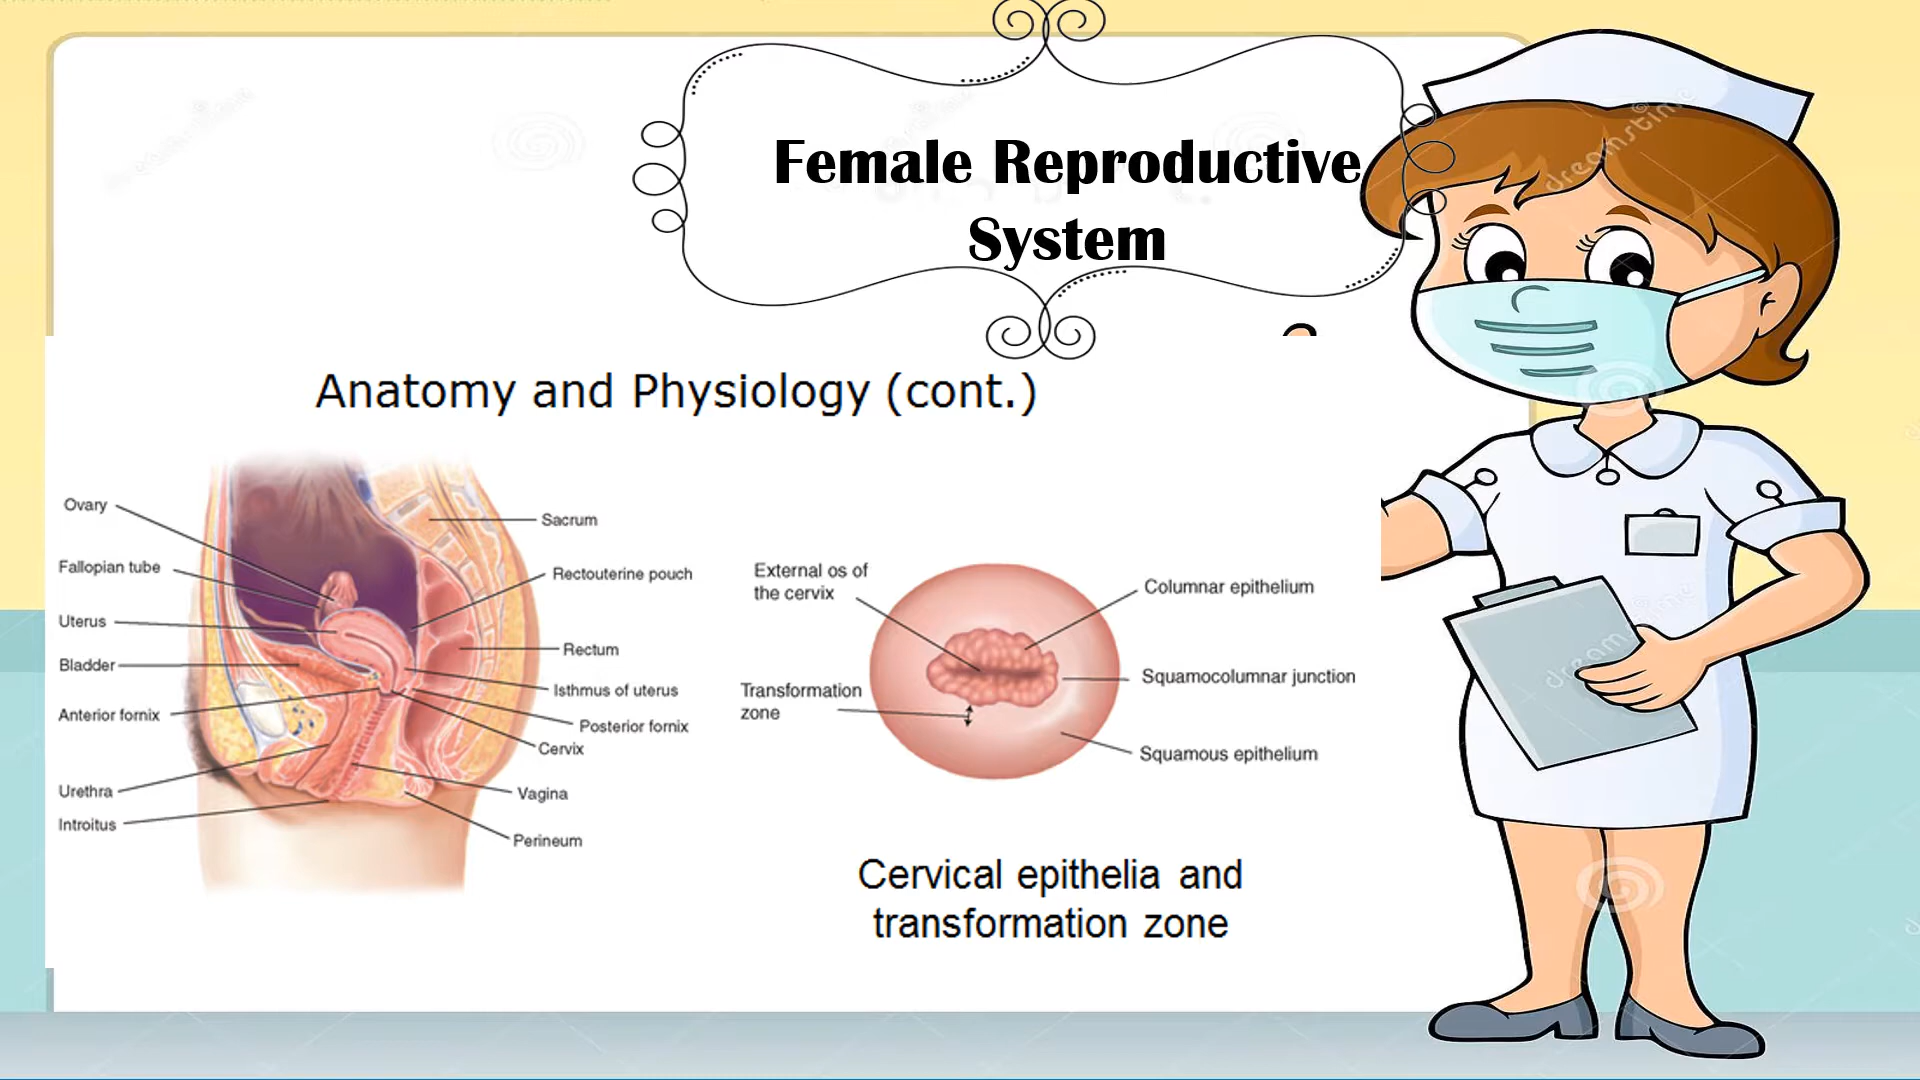 Female Reproductive
System
Anatomy and Physiology (cont.)
Ovary
Fallopian tube
Uterus
Bladder
Anterior fornix
Urethra
Introitus
Sacrum
Rectouterine pouch
Rectum
Isthmus of uterus
Posterior fornix
Cervix
Vagina
Perineum
External os of
the cervix
Transformation
zone
Columnar epithelium
Squamocolumnar junction
Squamous epithelium
Cervical epithelia and
transformation zone
dreamstime
dreamstime